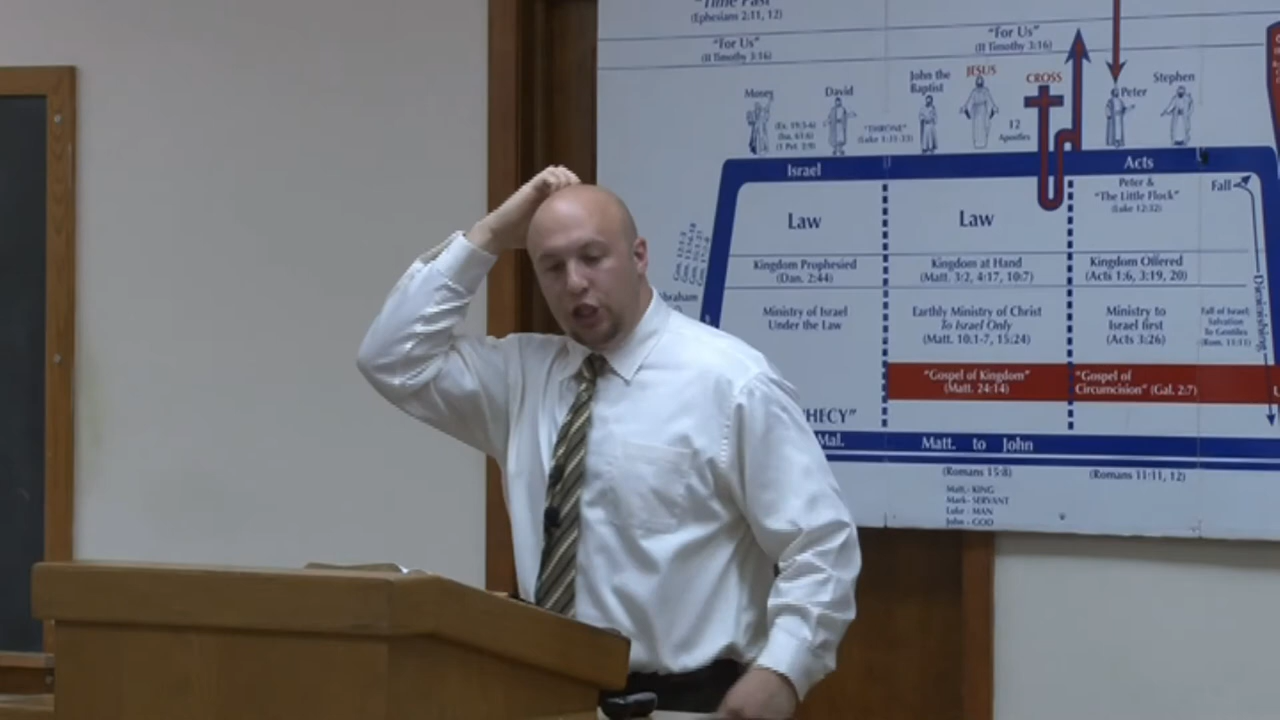 "Time Past"
(Ephesians 2:11, 12)
"For Us"
(II Timothy 3:16)
"For Us"
(II Timothy 3:16)
Moses
David
John the
Baptist
JESUS
CROSS
Peter
Stephen
"THRONE"
12
Apostles
Israel
Acts
Law
Law
Peter &
"The Little Flock"
(Luke 12:32)
Fall
Kingdom Prophesied
(Dan. 2:44)
Kingdom at Hand
(Matt. 3:2, 4:17, 10:7)
Kingdom Offered
(Acts 1:6, 3:19, 20)
Abraham
Ministry of Israel
Under the Law
Earthly Ministry of Christ
To Israel Only
(Matt. 10:1-7, 15:24)
Ministry to
Israel first
(Acts 3:26)
Fall of Israel;
Salvation
To Gentiles
(Rom. 11:11)
Diminishing
"Gospel of Kingdom"
(Matt. 24:14)
"Gospel of
Circumcision" (Gal. 2:7)
HECY"
Mal.
Matt. to John
(Romans 15:8)
(Romans 11:11, 12)
Matt.- KING
Mark- SERVANT
Luke - MAN
John - GOD